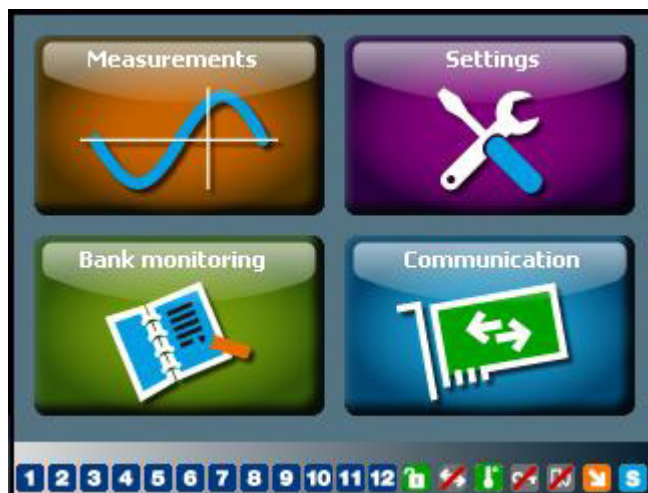 Measurements
Settings
Bank monitoring
Communication
1 2 3 4 5 6 7 8 9 10 11 12 S